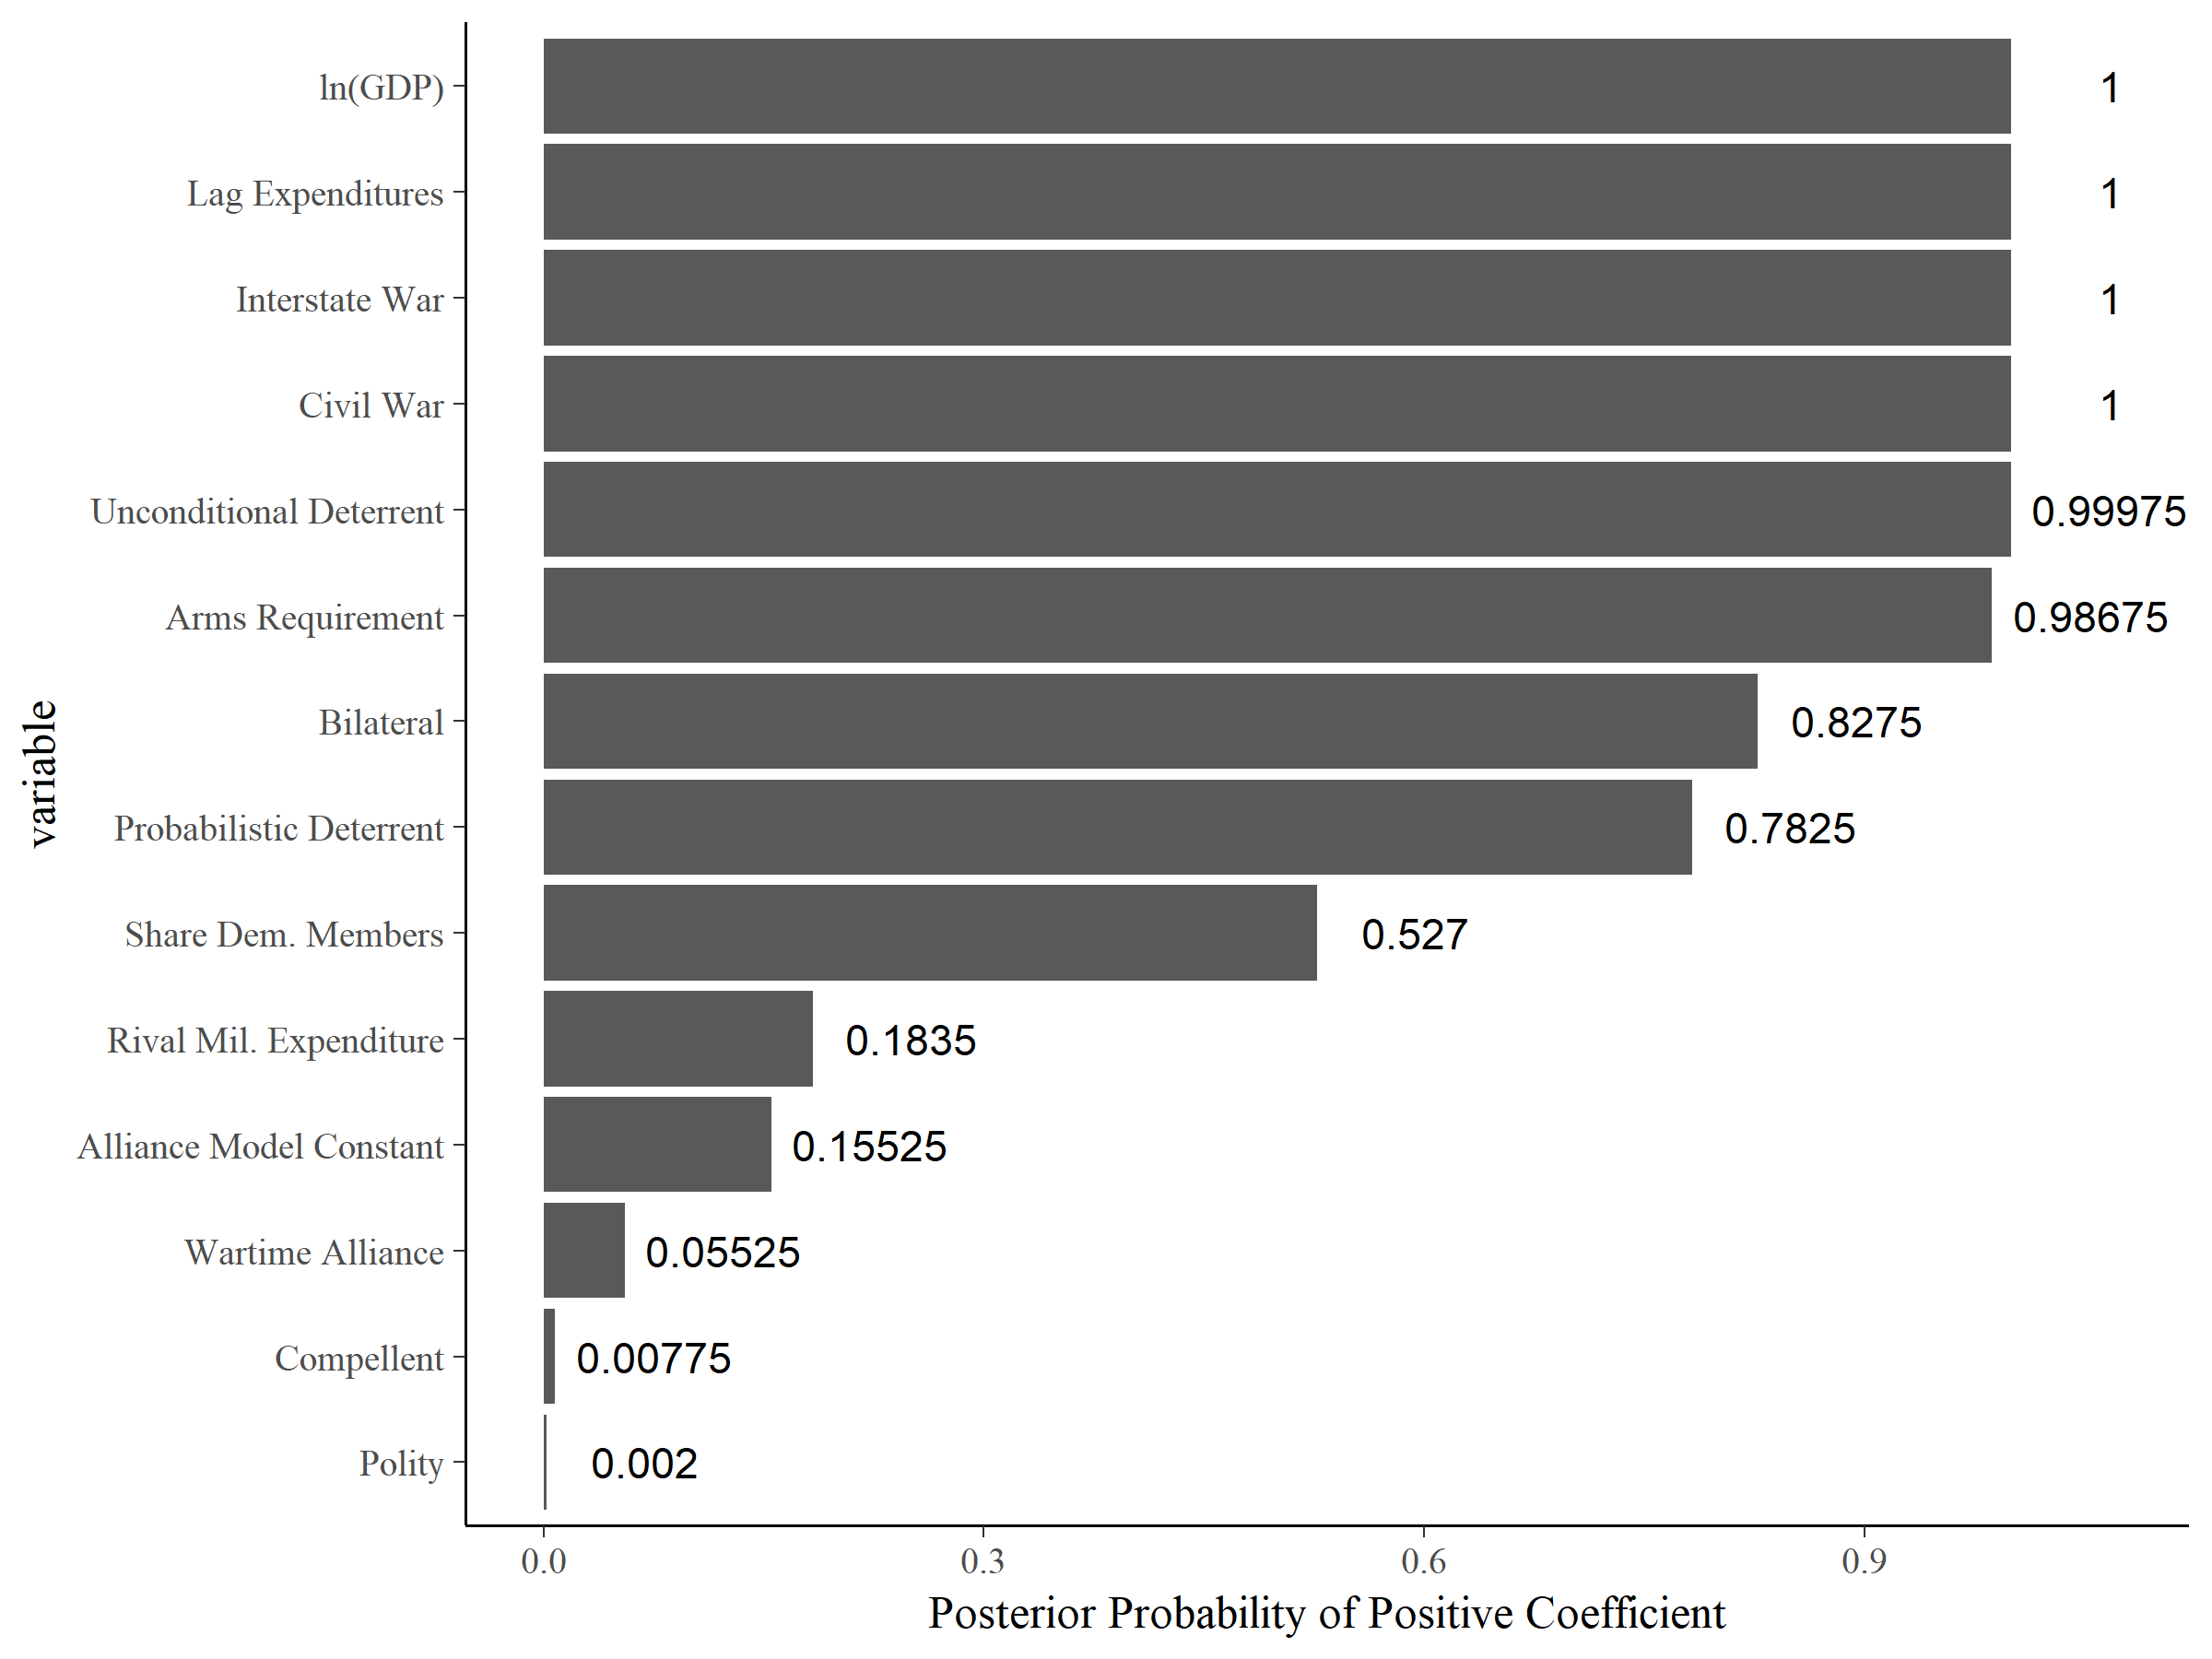 ln(GDP) 1
Lag Expenditures 1
Interstate War 1
Civil War 1
Unconditional Deterrent 0.99975
Arms Requirement 0.98675
Bilateral 0.8275
Probabilistic Deterrent 0.7825
Share Dem. Members 0.527
Rival Mil. Expenditure 0.1835
Alliance Model Constant 0.15525
Wartime Alliance 0.05525
Compellent 0.00775
Polity 0.002
variable
0.0 0.3 0.6 0.9
Posterior Probability of Positive Coefficient